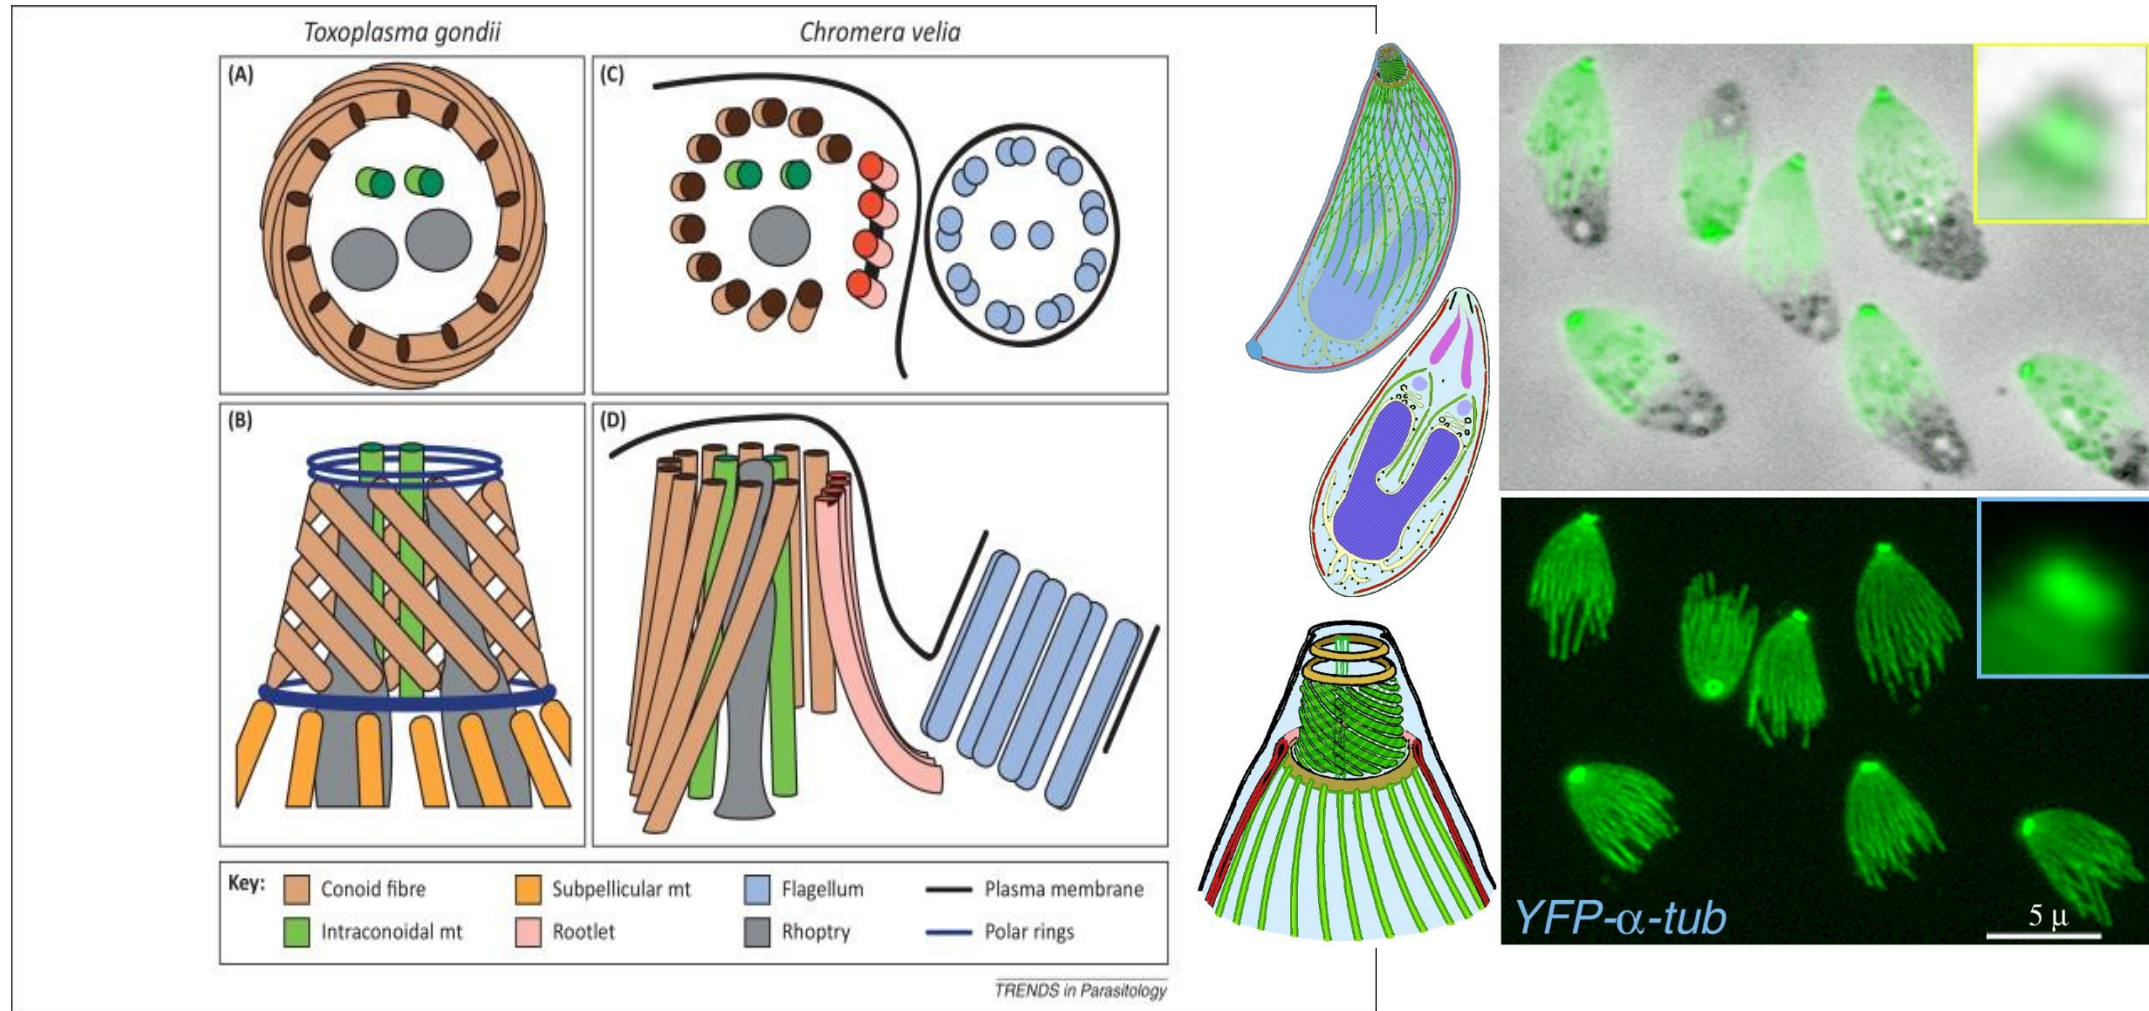 Toxoplasma gondii
Chromera velia
(A)
(C)
(B)
(D)
Key:
Conoid fibre
Subpellicular mt
Flagellum
Plasma membrane
Intraconoidal mt
Rootlet
Rhoptry
Polar rings
TRENDS in Parasitology
YFP-α-tub
5 μ